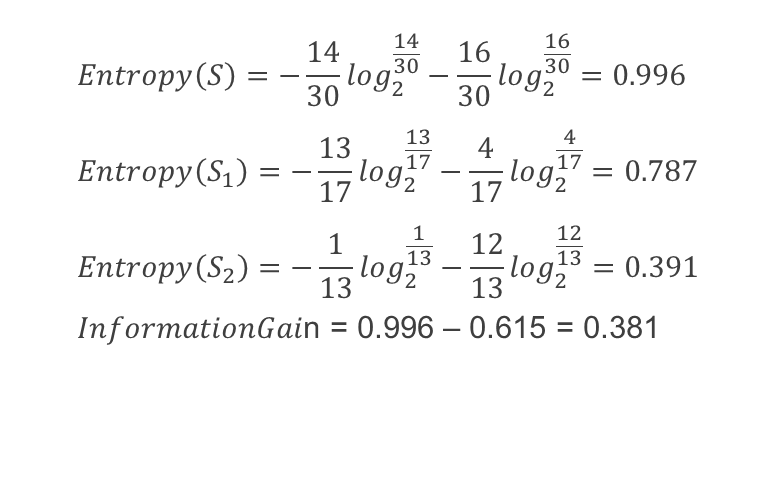 Entropy(S) = − 14/30 log₂^(14/30) − 16/30 log₂^(16/30) = 0.996
Entropy(S₁) = − 13/17 log₂^(13/17) − 4/17 log₂^(4/17) = 0.787
Entropy(S₂) = − 1/13 log₂^(1/13) − 12/13 log₂^(12/13) = 0.391
InformationGain = 0.996 – 0.615 = 0.381